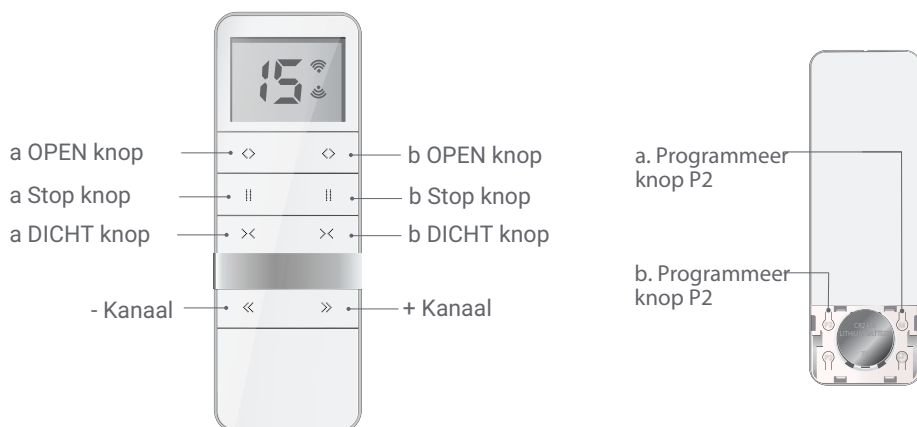 15
a OPEN knop
b OPEN knop
a Stop knop
b Stop knop
a DICHT knop
b DICHT knop
- Kanaal
+ Kanaal
a. Programmeer
knop P2
b. Programmeer
knop P2